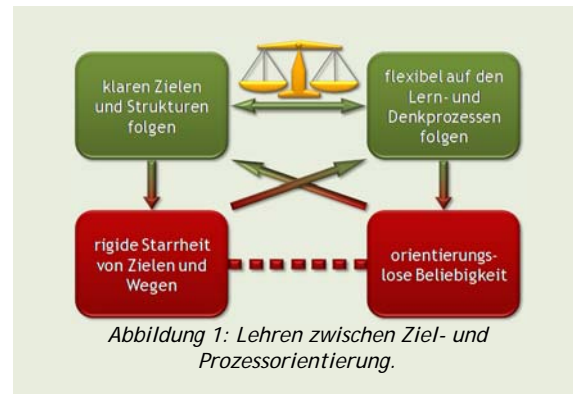 klaren Zielen
und Strukturen
folgen
flexibel auf den
Lern- und
Denkprozessen
folgen
rigide Starrheit
von Zielen und
Wegen
orientierungs-
lose Beliebigkeit
Abbildung 1: Lehren zwischen Ziel- und
Prozessorientierung.